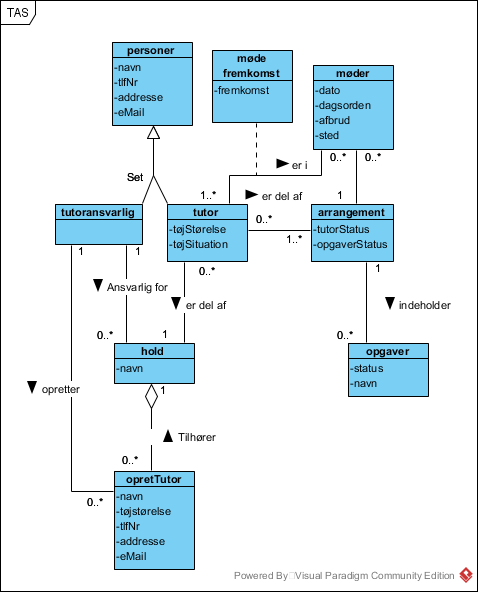 TAS
personer
-navn
-tlfNr
-addresse
-eMail
møde
fremkomst
-fremkomst
møder
-dato
-dagsorden
-afbrud
-sted
er i
0..*
0..*
Set
1..*
er del af
1
tutoransvarlig
tutor
-tøjStørelse
-tøjSituation
0..*
1..*
arrangement
-tutorStatus
-opgaverStatus
1
1
0..*
1
Ansvarlig for
er del af
indeholder
0..*
1
0..*
hold
-navn
opgaver
-status
-navn
1
opretter
Tilhører
0..*
0..*
opretTutor
-navn
-tøjstørelse
-tlfNr
-addresse
-eMail
Powered By Visual Paradigm Community Edition